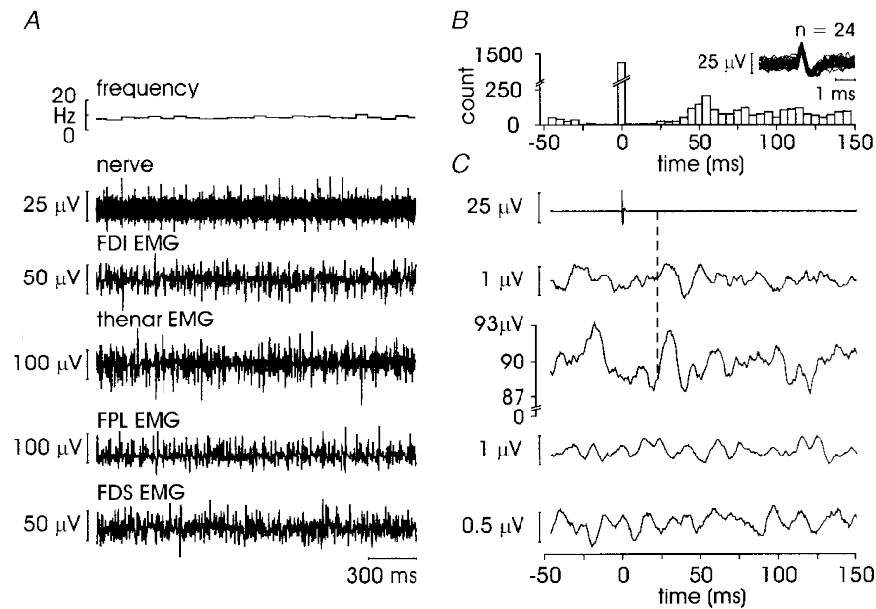 A
frequency
20
Hz
0
nerve
25 µV
FDI EMG
50 µV
thenar EMG
100 µV
FPL EMG
100 µV
FDS EMG
50 µV
300 ms
B
n = 24
25 µV
1 ms
1500
250
0
count
-50 0 50 100 150
time (ms)
C
25 µV
1 µV
93µV
90
87
0
1 µV
0.5 µV
-50 0 50 100 150
time (ms)